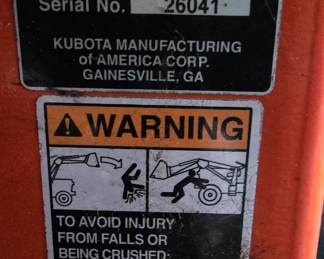 Serial No. 26041
KUBOTA MANUFACTURING
of AMERICA CORP.
GAINESVILLE, GA
WARNING
TO AVOID INJURY
FROM FALLS OR
BEING CRUSHED: